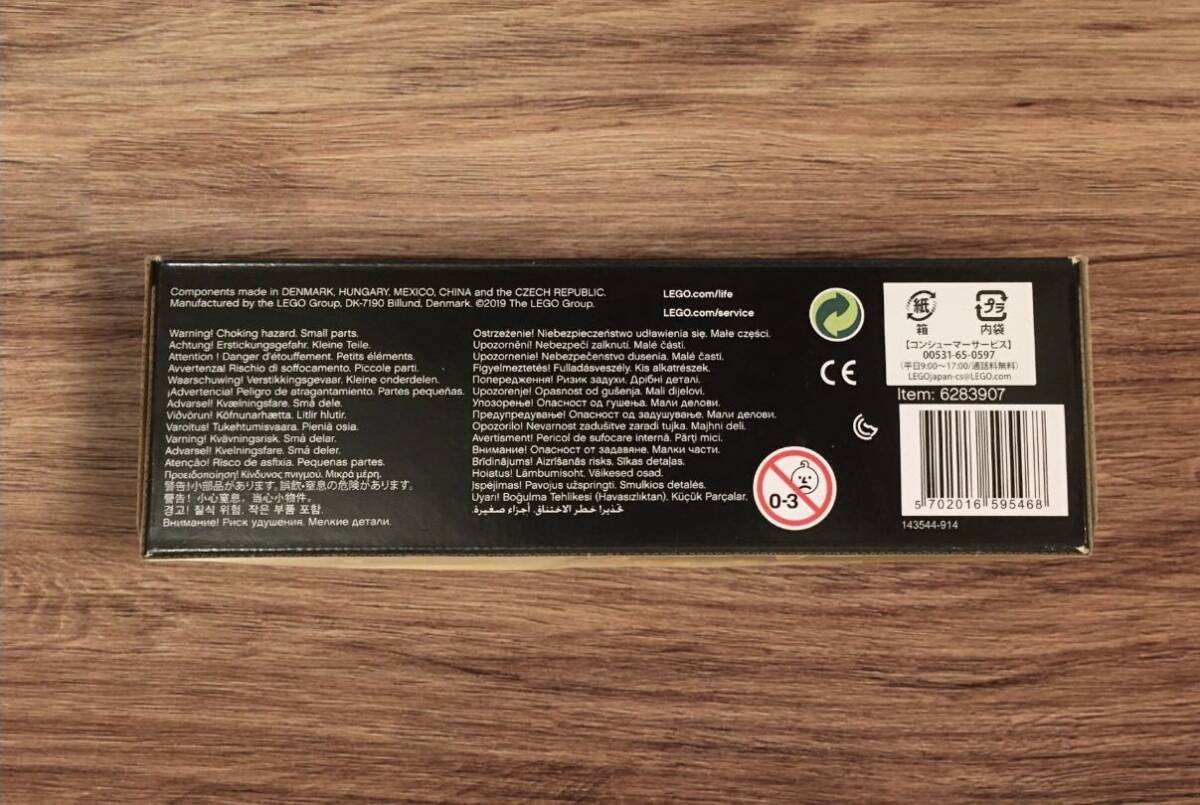 Components made in DENMARK, HUNGARY, MEXICO, CHINA and the CZECH REPUBLIC.
Manufactured by the LEGO Group, DK-7190 Billund, Denmark. ©2019 The LEGO Group.
LEGO.com/life
LEGO.com/service
Warning! Choking hazard. Small parts.
Achtung! Erstickungsgefahr. Kleine Teile.
Attention ! Danger d'étouffement. Petits éléments.
Avvertenza! Rischio di soffocamento. Piccole parti.
Waarschuwing! Verstikkingsgevaar. Kleine onderdelen.
¡Advertencia! Peligro de atragantamiento. Partes pequeñas.
Advarsel! Kvælningsfare. Små dele.
Viðvörun! Köfnunarhætta. Litlir hlutir.
Varoitus! Tukehtumisvaara. Pieniä osia.
Varning! Kvävningsrisk. Små delar.
Advarsel! Kvelningsfare. Små deler.
Atenção! Risco de asfixia. Pequenas partes.
Προειδοποίηση! Κίνδυνος πνιγμού. Μικρά μέρη.
警告!小部品があります。誤飲・窒息の危険があります。
警告! 小心窒息。当心小物件。
경고! 질식 위험. 작은 부품 포함.
Внимание! Риск удушения. Мелкие детали.
Ostrzeżenie! Niebezpieczeństwo udławienia się. Małe części.
Upozornění! Nebezpečí zalknutí. Malé části.
Upozornenie! Nebezpečenstvo dusenia. Malé časti.
Figyelmeztetés! Fulladásveszély. Kis alkatrészek.
Попередження! Ризик задухи. Дрібні деталі.
Upozorenje! Opasnost od gušenja. Mali dijelovi.
Упозорење! Опасност од гушења. Мали делови.
Предупредување! Опасност од задушување. Мали делови.
Opozorilo! Nevarnost zadušitve zaradi tujka. Majhni deli.
Avertisment! Pericol de sufocare internă. Părți mici.
Внимание! Опасност от задавяне. Малки части.
Brīdinājums! Aizrīšanās risks. Sīkas detaļas.
Hoiatus! Lämbumisoht. Väikesed osad.
Įspėjimas! Pavojus užspringti. Smulkios detalės.
Uyarı! Boğulma Tehlikesi (Havasızlıktan). Küçük Parçalar.
تحذير! خطر الاختناق. أجزاء صغيرة.
0-3
CE
紙
箱
プラ
内袋
【コンシューマーサービス】
00531-65-0597
(平日9:00〜17:00/通話料無料)
LEGOjapan-cs@LEGO.com
Item: 6283907
5 702016 595468
143544-914